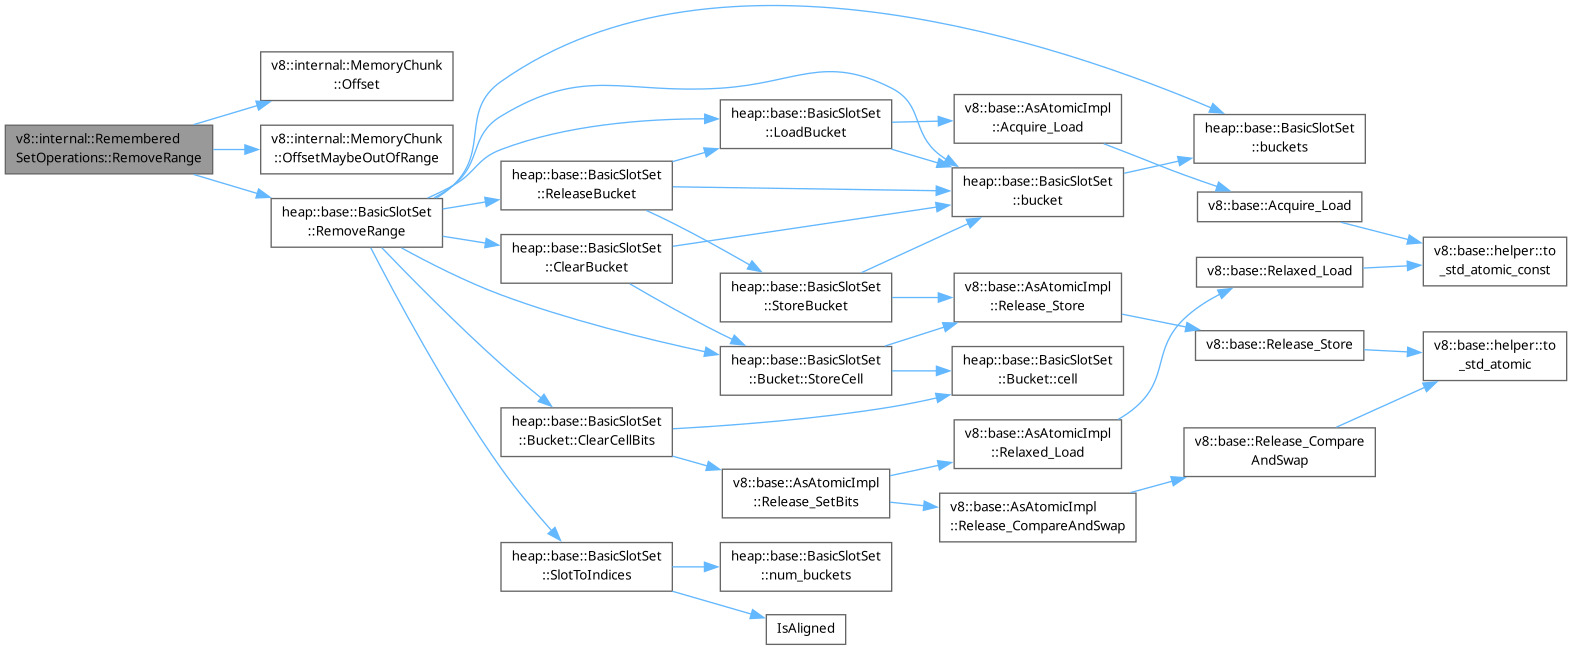 v8::internal::MemoryChunk
::Offset
v8::internal::Remembered
SetOperations::RemoveRange
v8::internal::MemoryChunk
::OffsetMaybeOutOfRange
heap::base::BasicSlotSet
::RemoveRange
heap::base::BasicSlotSet
::ReleaseBucket
heap::base::BasicSlotSet
::ClearBucket
heap::base::BasicSlotSet
::Bucket::ClearCellBits
heap::base::BasicSlotSet
::SlotToIndices
heap::base::BasicSlotSet
::LoadBucket
heap::base::BasicSlotSet
::StoreBucket
heap::base::BasicSlotSet
::Bucket::StoreCell
v8::base::AsAtomicImpl
::Release_SetBits
heap::base::BasicSlotSet
::num_buckets
IsAligned
v8::base::AsAtomicImpl
::Acquire_Load
heap::base::BasicSlotSet
::bucket
v8::base::AsAtomicImpl
::Release_Store
heap::base::BasicSlotSet
::Bucket::cell
v8::base::AsAtomicImpl
::Relaxed_Load
v8::base::AsAtomicImpl
::Release_CompareAndSwap
heap::base::BasicSlotSet
::buckets
v8::base::Acquire_Load
v8::base::Relaxed_Load
v8::base::Release_Store
v8::base::Release_Compare
AndSwap
v8::base::helper::to
_std_atomic_const
v8::base::helper::to
_std_atomic